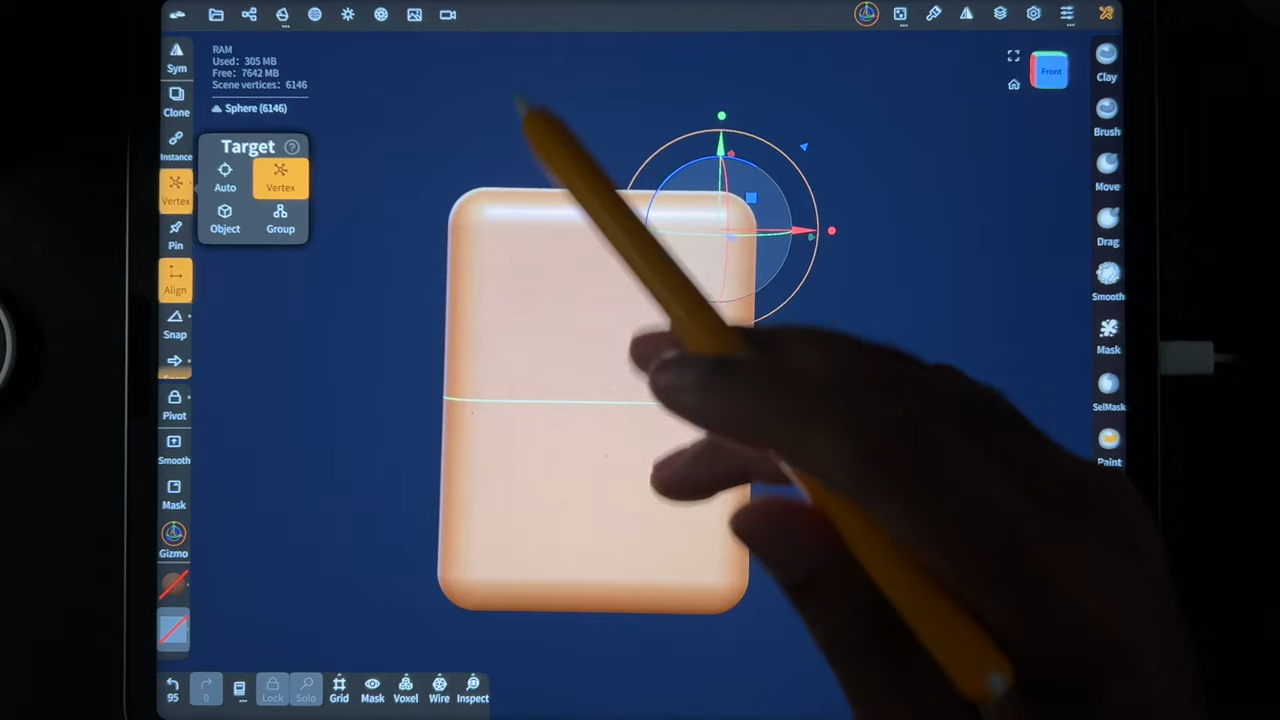 RAM
Used: 305 MB
Free: 7642 MB
Scene vertices: 6146
Sphere (6146)
Front
Sym
Clone
Instance
Vertex
Pin
Align
Snap
Pivot
Smooth
Mask
Gizmo
Target ?
Auto
Vertex
Object
Group
Clay
Brush
Move
Drag
Smooth
Mask
SelMask
Paint
95
0
Lock
Solo
Grid
Mask
Voxel
Wire
Inspect